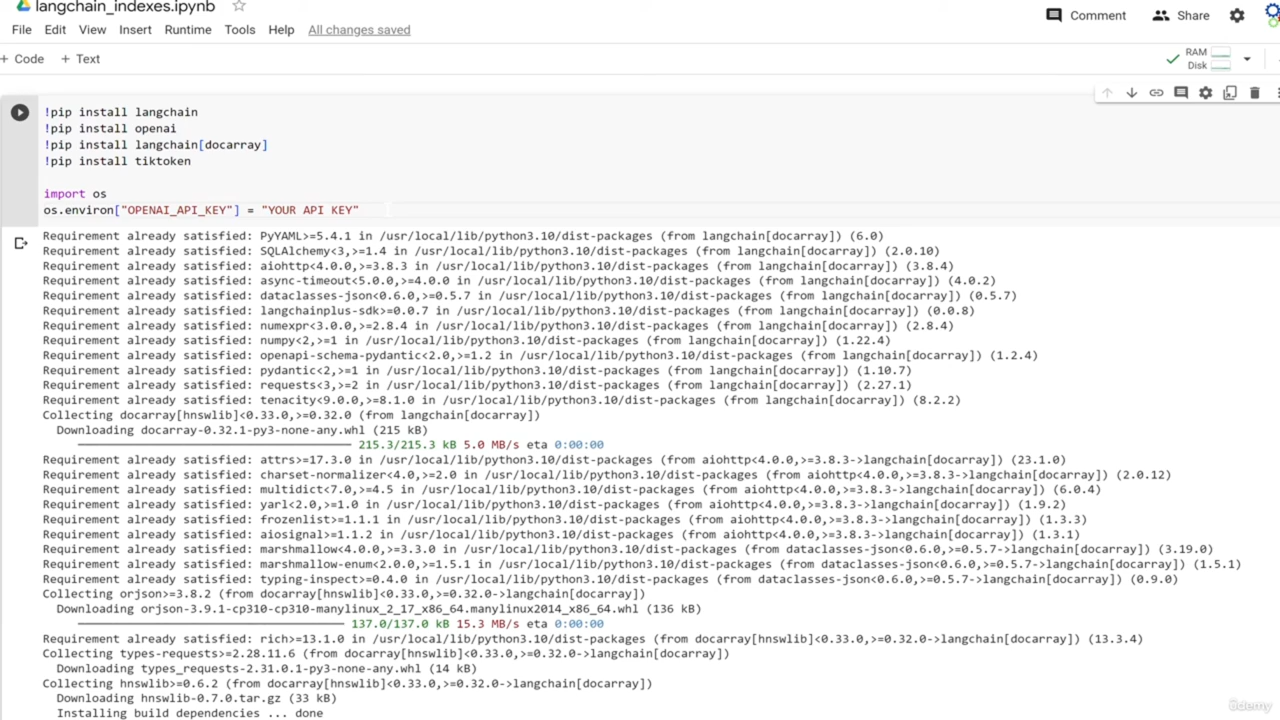 langchain_indexes.ipynb
File Edit View Insert Runtime Tools Help All changes saved
Comment Share
+ Code + Text
RAM
Disk
!pip install langchain
!pip install openai
!pip install langchain[docarray]
!pip install tiktoken
import os
os.environ["OPENAI_API_KEY"] = "YOUR API KEY"
Requirement already satisfied: PyYAML>=5.4.1 in /usr/local/lib/python3.10/dist-packages (from langchain[docarray]) (6.0)
Requirement already satisfied: SQLAlchemy<3,>=1.4 in /usr/local/lib/python3.10/dist-packages (from langchain[docarray]) (2.0.10)
Requirement already satisfied: aiohttp<4.0.0,>=3.8.3 in /usr/local/lib/python3.10/dist-packages (from langchain[docarray]) (3.8.4)
Requirement already satisfied: async-timeout<5.0.0,>=4.0.0 in /usr/local/lib/python3.10/dist-packages (from langchain[docarray]) (4.0.2)
Requirement already satisfied: dataclasses-json<0.6.0,>=0.5.7 in /usr/local/lib/python3.10/dist-packages (from langchain[docarray]) (0.5.7)
Requirement already satisfied: langchainplus-sdk>=0.0.7 in /usr/local/lib/python3.10/dist-packages (from langchain[docarray]) (0.0.8)
Requirement already satisfied: numexpr<3.0.0,>=2.8.4 in /usr/local/lib/python3.10/dist-packages (from langchain[docarray]) (2.8.4)
Requirement already satisfied: numpy<2,>=1 in /usr/local/lib/python3.10/dist-packages (from langchain[docarray]) (1.22.4)
Requirement already satisfied: openapi-schema-pydantic<2.0,>=1.2 in /usr/local/lib/python3.10/dist-packages (from langchain[docarray]) (1.2.4)
Requirement already satisfied: pydantic<2,>=1 in /usr/local/lib/python3.10/dist-packages (from langchain[docarray]) (1.10.7)
Requirement already satisfied: requests<3,>=2 in /usr/local/lib/python3.10/dist-packages (from langchain[docarray]) (2.27.1)
Requirement already satisfied: tenacity<9.0.0,>=8.1.0 in /usr/local/lib/python3.10/dist-packages (from langchain[docarray]) (8.2.2)
Collecting docarray[hnswlib]<0.33.0,>=0.32.0 (from langchain[docarray])
Downloading docarray-0.32.1-py3-none-any.whl (215 kB)
215.3/215.3 kB 5.0 MB/s eta 0:00:00
Requirement already satisfied: attrs>=17.3.0 in /usr/local/lib/python3.10/dist-packages (from aiohttp<4.0.0,>=3.8.3->langchain[docarray]) (23.1.0)
Requirement already satisfied: charset-normalizer<4.0,>=2.0 in /usr/local/lib/python3.10/dist-packages (from aiohttp<4.0.0,>=3.8.3->langchain[docarray]) (2.0.12)
Requirement already satisfied: multidict<7.0,>=4.5 in /usr/local/lib/python3.10/dist-packages (from aiohttp<4.0.0,>=3.8.3->langchain[docarray]) (6.0.4)
Requirement already satisfied: yarl<2.0,>=1.0 in /usr/local/lib/python3.10/dist-packages (from aiohttp<4.0.0,>=3.8.3->langchain[docarray]) (1.9.2)
Requirement already satisfied: frozenlist>=1.1.1 in /usr/local/lib/python3.10/dist-packages (from aiohttp<4.0.0,>=3.8.3->langchain[docarray]) (1.3.3)
Requirement already satisfied: aiosignal>=1.1.2 in /usr/local/lib/python3.10/dist-packages (from aiohttp<4.0.0,>=3.8.3->langchain[docarray]) (1.3.1)
Requirement already satisfied: marshmallow<4.0.0,>=3.3.0 in /usr/local/lib/python3.10/dist-packages (from dataclasses-json<0.6.0,>=0.5.7->langchain[docarray]) (3.19.0)
Requirement already satisfied: marshmallow-enum<2.0.0,>=1.5.1 in /usr/local/lib/python3.10/dist-packages (from dataclasses-json<0.6.0,>=0.5.7->langchain[docarray]) (1.5.1)
Requirement already satisfied: typing-inspect>=0.4.0 in /usr/local/lib/python3.10/dist-packages (from dataclasses-json<0.6.0,>=0.5.7->langchain[docarray]) (0.9.0)
Collecting orjson>=3.8.2 (from docarray[hnswlib]<0.33.0,>=0.32.0->langchain[docarray])
Downloading orjson-3.9.1-cp310-cp310-manylinux_2_17_x86_64.manylinux2014_x86_64.whl (136 kB)
137.0/137.0 kB 15.3 MB/s eta 0:00:00
Requirement already satisfied: rich>=13.1.0 in /usr/local/lib/python3.10/dist-packages (from docarray[hnswlib]<0.33.0,>=0.32.0->langchain[docarray]) (13.3.4)
Collecting types-requests>=2.28.11.6 (from docarray[hnswlib]<0.33.0,>=0.32.0->langchain[docarray])
Downloading types_requests-2.31.0.1-py3-none-any.whl (14 kB)
Collecting hnswlib>=0.6.2 (from docarray[hnswlib]<0.33.0,>=0.32.0->langchain[docarray])
Downloading hnswlib-0.7.0.tar.gz (33 kB)
Installing build dependencies ... done
ûdemy